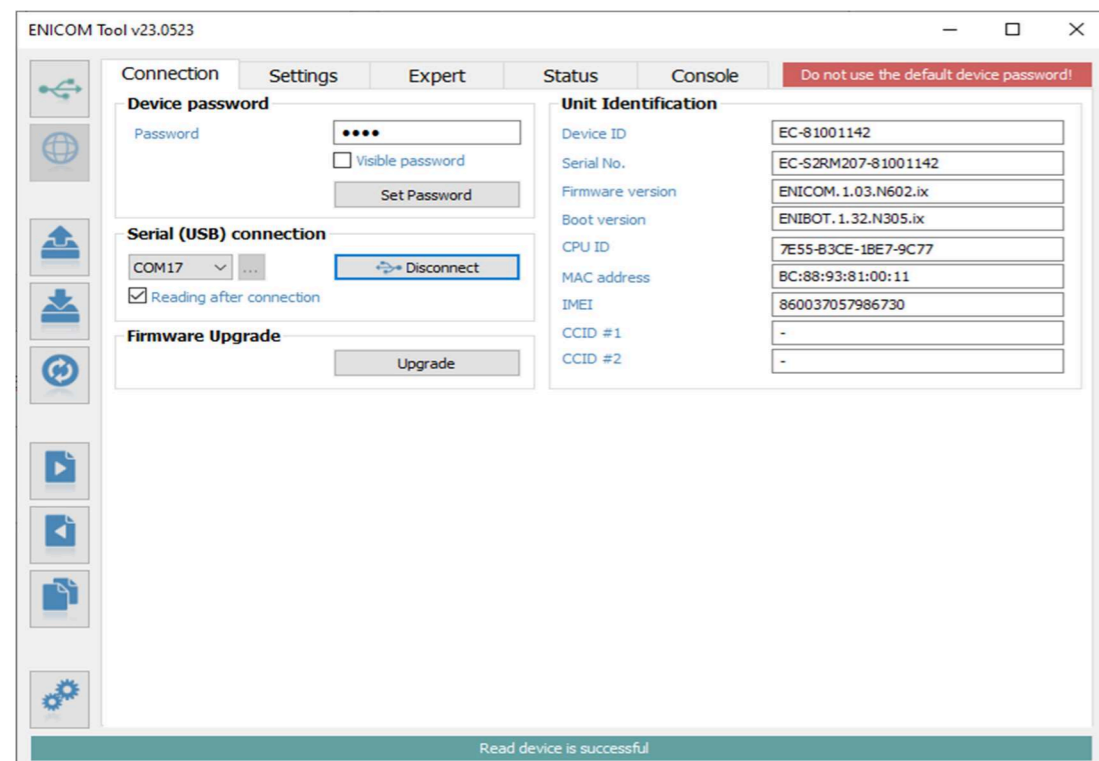 ENICOM Tool v23.0523
Connection Settings Expert Status Console Do not use the default device password!
Device password
Password ••••
Visible password
Set Password
Serial (USB) connection
COM17 ... Disconnect
Reading after connection
Firmware Upgrade
Upgrade
Unit Identification
Device ID EC-81001142
Serial No. EC-S2RM207-81001142
Firmware version ENICOM.1.03.N602.ix
Boot version ENIBOT.1.32.N305.ix
CPU ID 7E55-B3CE-1BE7-9C77
MAC address BC:88:93:81:00:11
IMEI 860037057986730
CCID #1 -
CCID #2 -
Read device is successful